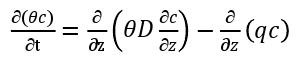 ∂(θc)/∂t = ∂/∂z (θD ∂c/∂z) − ∂/∂z (qc)